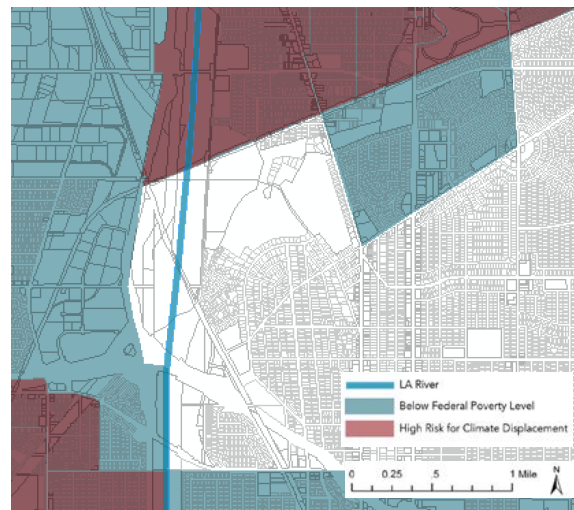 LA River
Below Federal Poverty Level
High Risk for Climate Displacement
0 0.25 .5 1 Mile
N